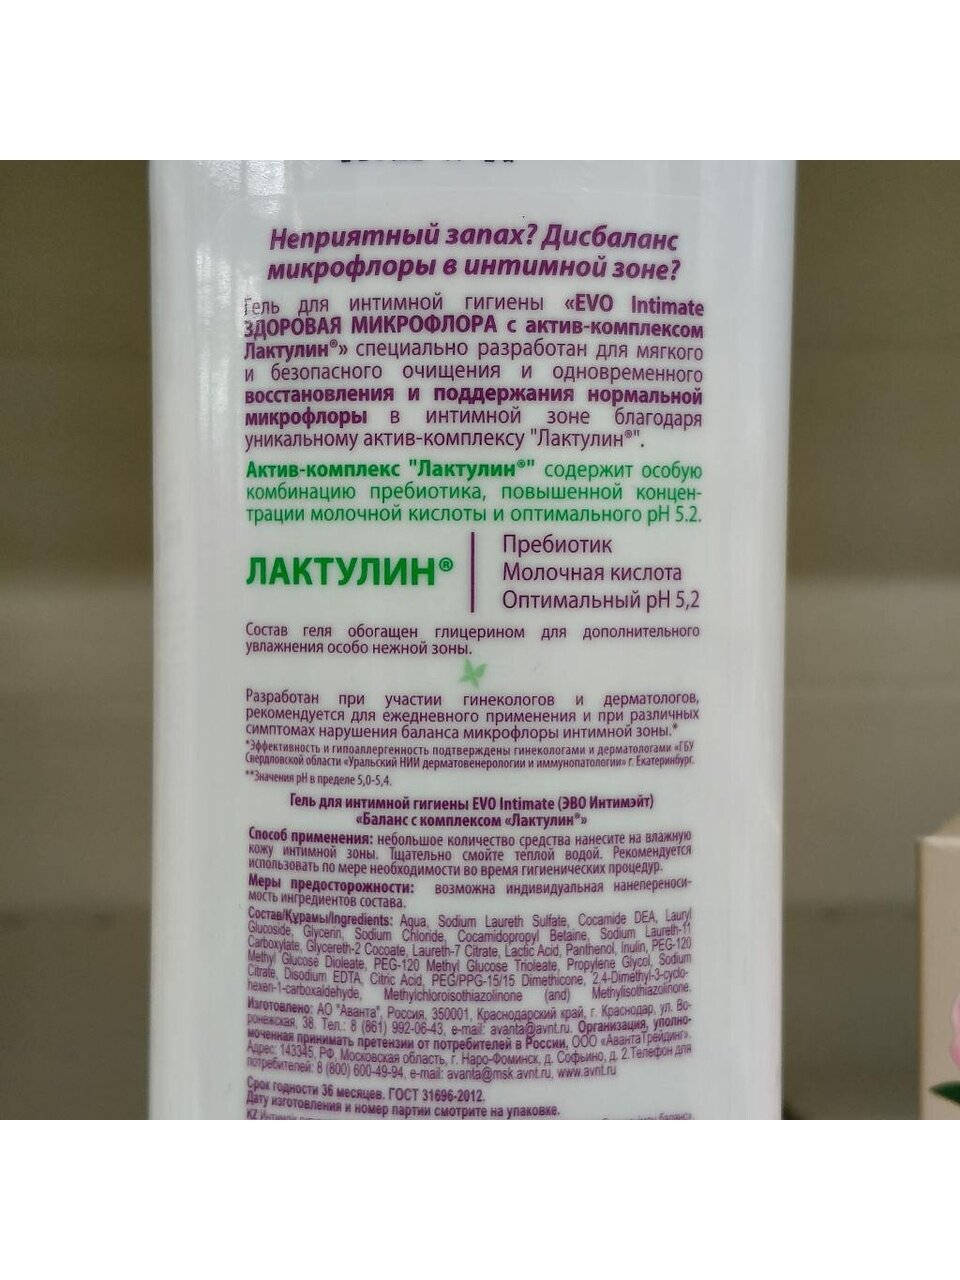 Неприятный запах? Дисбаланс
микрофлоры в интимной зоне?
Гель для интимной гигиены «EVO Intimate
ЗДОРОВАЯ МИКРОФЛОРА с актив-комплексом
Лактулин®» специально разработан для мягкого
и безопасного очищения и одновременного
восстановления и поддержания нормальной
микрофлоры в интимной зоне благодаря
уникальному актив-комплексу "Лактулин®".
Актив-комплекс "Лактулин®" содержит особую
комбинацию пребиотика, повышенной концен-
трации молочной кислоты и оптимального pH 5.2.
ЛАКТУЛИН®
Пребиотик
Молочная кислота
Оптимальный pH 5,2
Состав геля обогащен глицерином для дополнительного
увлажнения особо нежной зоны.
Разработан при участии гинекологов и дерматологов,
рекомендуется для ежедневного применения и при различных
симптомах нарушения баланса микрофлоры интимной зоны.*
*Эффективность и гипоаллергенность подтверждены гинекологами и дерматологами «ГБУ
Свердловской области «Уральский НИИ дерматовенерологии и иммунопатологии» г. Екатеринбург.
**Значения pH в пределе 5,0-5,4.
Гель для интимной гигиены EVO Intimate (ЭВО Интимэйт)
«Баланс с комплексом «Лактулин®»
Способ применения: небольшое количество средства нанесите на влажную
кожу интимной зоны. Тщательно смойте теплой водой. Рекомендуется
использовать по мере необходимости во время гигиенических процедур.
Меры предосторожности: возможна индивидуальная нанепереноси-
мость ингредиентов состава.
Состав/Құрамы/Ingredients: Aqua, Sodium Laureth Sulfate, Cocamide DEA, Lauryl
Glucoside, Glycerin, Sodium Chloride, Cocamidopropyl Betaine, Sodium Laureth-11
Carboxylate, Glycereth-2 Cocoate, Laureth-7 Citrate, Lactic Acid, Panthenol, Inulin, PEG-120
Methyl Glucose Dioleate, PEG-120 Methyl Glucose Trioleate, Propylene Glycol, Sodium
Citrate, Disodium EDTA, Citric Acid, PEG/PPG-15/15 Dimethicone, 2,4-Dimethyl-3-cyclo-
hexen-1-carboxaldehyde, Methylchloroisothiazolinone (and) Methylisothiazolinone.
Изготовлено: АО "Аванта", Россия, 350001, Краснодарский край, г. Краснодар, ул. Во-
ронежская, 38. Тел.: 8 (861) 992-06-43, e-mail: avanta@avnt.ru. Организация, уполно-
моченная принимать претензии от потребителей в России, ООО «АвантаТрейдинг».
Адрес: 143345, РФ, Московская область, г. Наро-Фоминск, д. Софьино, д. 2.Телефон для
потребителей: 8 (800) 600-49-94, e-mail: avanta@msk.avnt.ru, www.avnt.ru
Срок годности 36 месяцев. ГОСТ 31696-2012.
Дату изготовления и номер партии смотрите на упаковке.
KZ